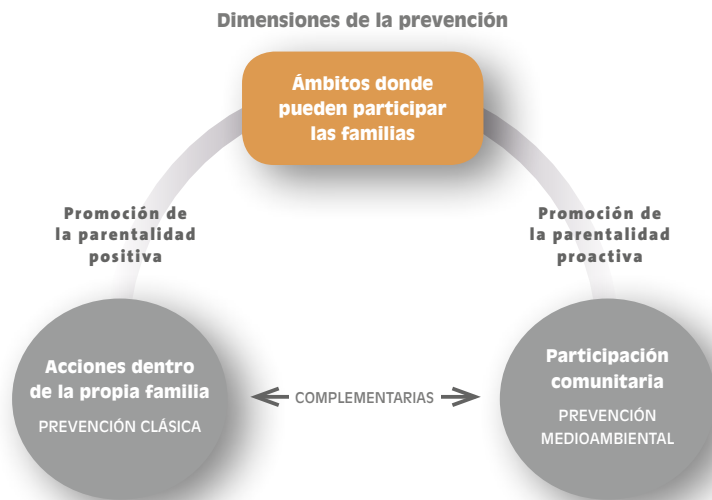 Dimensiones de la prevención
Ámbitos donde
pueden participar
las familias
Promoción de
la parentalidad
positiva
Promoción de
la parentalidad
proactiva
Acciones dentro
de la propia familia
PREVENCIÓN CLÁSICA
COMPLEMENTARIAS
Participación
comunitaria
PREVENCIÓN
MEDIOAMBIENTAL